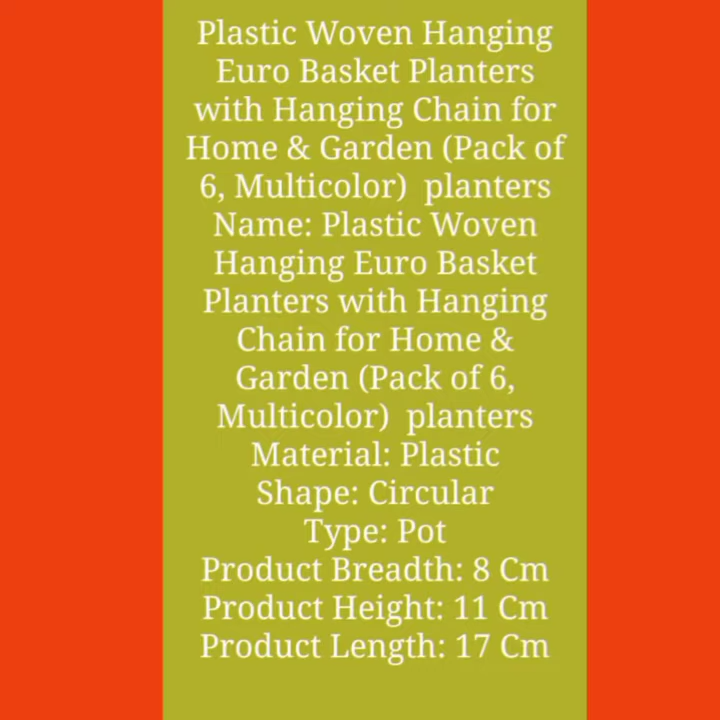 Plastic Woven Hanging
Euro Basket Planters
with Hanging Chain for
Home & Garden (Pack of
6, Multicolor)  planters
Name: Plastic Woven
Hanging Euro Basket
Planters with Hanging
Chain for Home &
Garden (Pack of 6,
Multicolor)  planters
Material: Plastic
Shape: Circular
Type: Pot
Product Breadth: 8 Cm
Product Height: 11 Cm
Product Length: 17 Cm